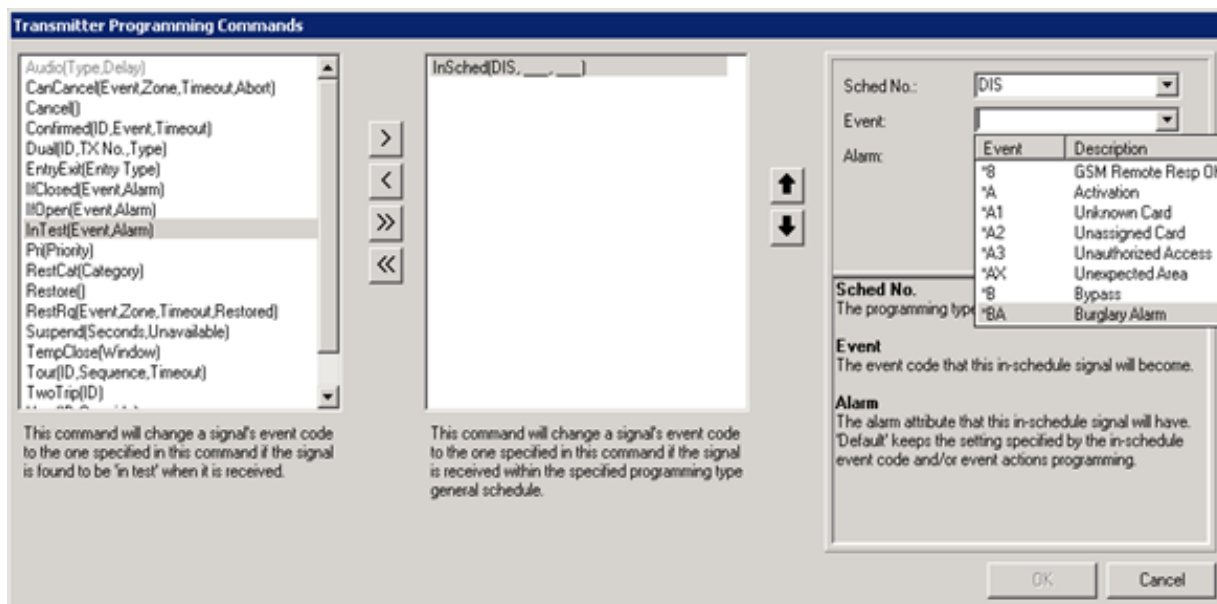 Transmitter Programming Commands
Audio(Type,Delay)
CanCancel(Event,Zone,Timeout,Abort)
Cancel()
Confirmed(ID,Event,Timeout)
Dual(ID,TX No.,Type)
EntryExit(Entry Type)
IfClosed(Event,Alarm)
IfOpen(Event,Alarm)
InTest(Event,Alarm)
Pri(Priority)
RestCat(Category)
Restore()
RestRq(Event,Zone,Timeout,Restored)
Suspend(Seconds,Unavailable)
TempClose(Window)
Tour(ID,Sequence,Timeout)
TwoTrip(ID)
This command will change a signal's event code
to the one specified in this command if the signal
is found to be 'in test' when it is received.
>
<
>>
<<
InSched(DIS, ___, ___)
This command will change a signal's event code
to the one specified in this command if the signal
is received within the specified programming type
general schedule.
Sched No.: DIS
Event:
Alarm:
Event Description
*8 GSM Remote Resp
*A Activation
*A1 Unknown Card
*A2 Unassigned Card
*A3 Unauthorized Access
*AX Unexpected Area
*B Bypass
*BA Burglary Alarm
Sched No.
The programming type
Event
The event code that this in-schedule signal will become.
Alarm
The alarm attribute that this in-schedule signal will have.
'Default' keeps the setting specified by the in-schedule
event code and/or event actions programming.
OK Cancel